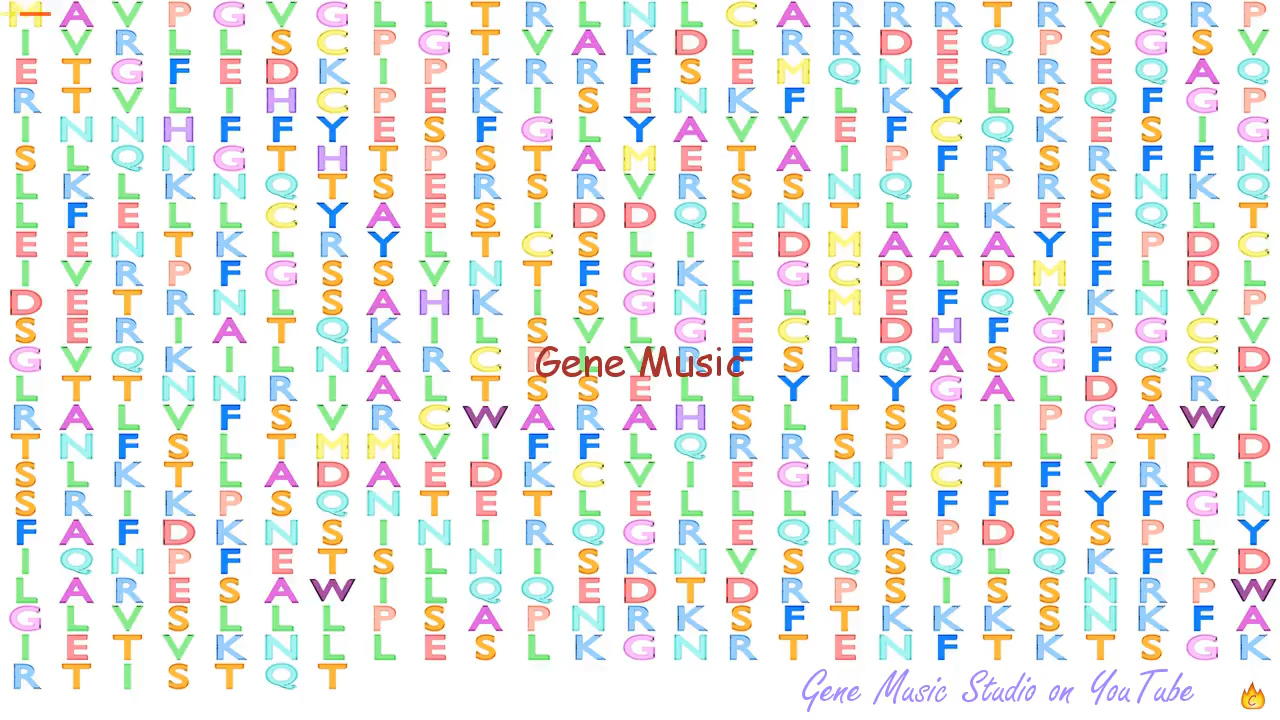 M A V P G V G L L T R L N L C A R R R T R V Q R P
I V R L L S C P G T V A K D L R R D E Q P S G S V
E T G F E D K I P K R R F S E M Q N E R R E Q A Q
R T V L I H C P E K I S E N K F L K Y L S Q F G P
I N N H F F Y E S F G L Y A V V E F C Q K E S I G
S L Q N G T H T P S T A M E T A I P F R S R F F N
L K L K N Q T S E R S R V R S S N Q L P R S N K Q
L F E L L C Y A E S I D D Q L N T L L K E F Q L T
E E N T K L R Y L T C S L I E D M A A A Y F P D C
I V R P F G S S V N T F G K L G C D L D M F L D L
D E T R N L S A H K I S G N F L M E F Q V K N V P
S E R I A T Q K I L S V L G E C L D H F G P G C V
G V Q K I L N A R C P L V R F S H Q A S G F Q C D
L T T N N R I A L T S S E L L Y I Y G A L D S R V
R A L V F S V R C W A R A H S L T S S I P G A W I
T N F S L T M M V I F F L Q R R S P P I L P T L D
S L K T L A D A E D K C V I E G N N C T F V R D L
S R I K P S Q N T E T L E L L L K E F F E Y F G N
F A F D K N S I N I R Q G R E Q N K P D S S P L Y
I Q N P F E T S L N I S K N V S Q S Q L Q K F V D
L A R E S A W I L Q Q E D T D R P S I S S N R P W
G L V S L L L P S A P N R K S F T K K K S N K F A
I E T V K N L L E S L K G N R T E N F T K T S G K
R T I S T Q T
Gene Music
Gene Music Studio on YouTube
C